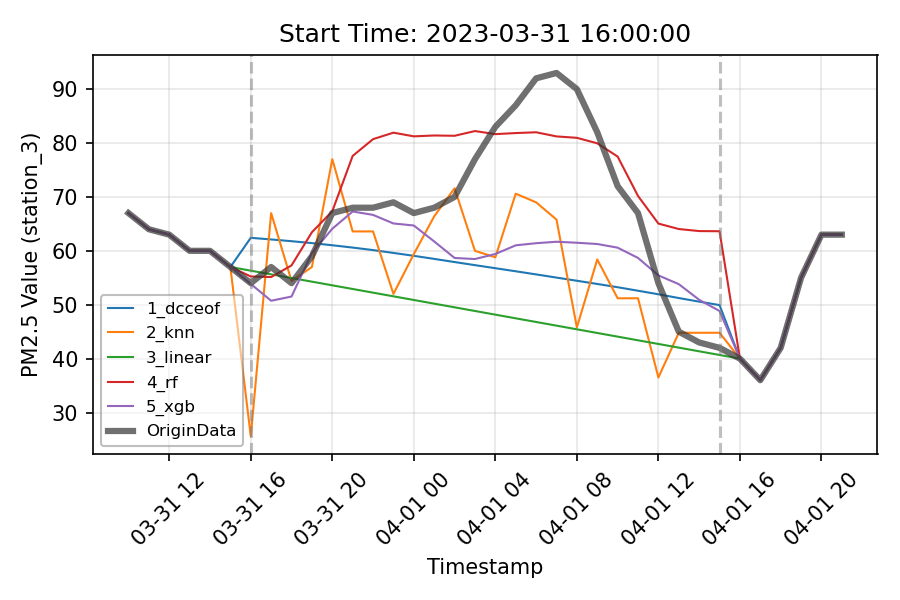 Start Time: 2023-03-31 16:00:00
PM2.5 Value (station_3)
90
80
70
60
50
40
30
1_dcceof
2_knn
3_linear
4_rf
5_xgb
OriginData
03-31 12
03-31 16
03-31 20
04-01 00
04-01 04
04-01 08
04-01 12
04-01 16
04-01 20
Timestamp